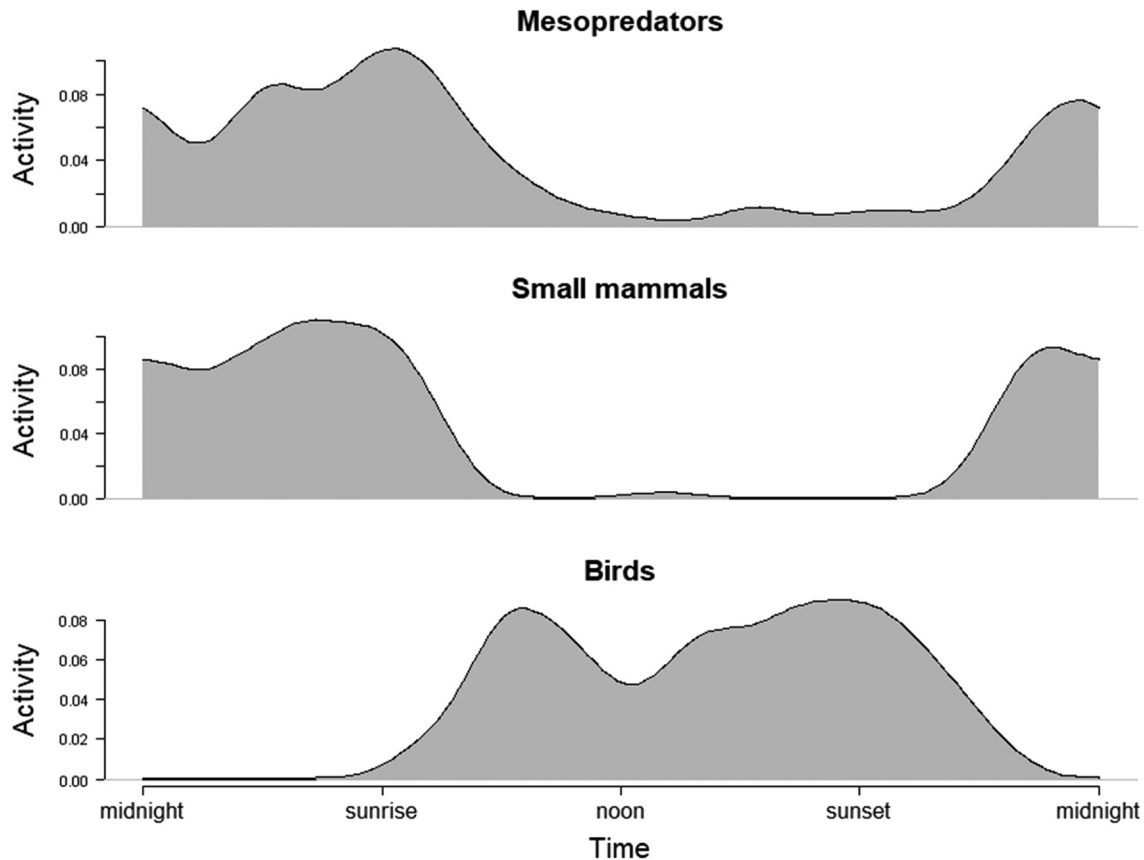 Mesopredators
Activity
0.08
0.04
0.00
Small mammals
Activity
0.08
0.04
0.00
Birds
Activity
0.08
0.06
0.04
0.02
0.00
midnight sunrise noon sunset midnight
Time